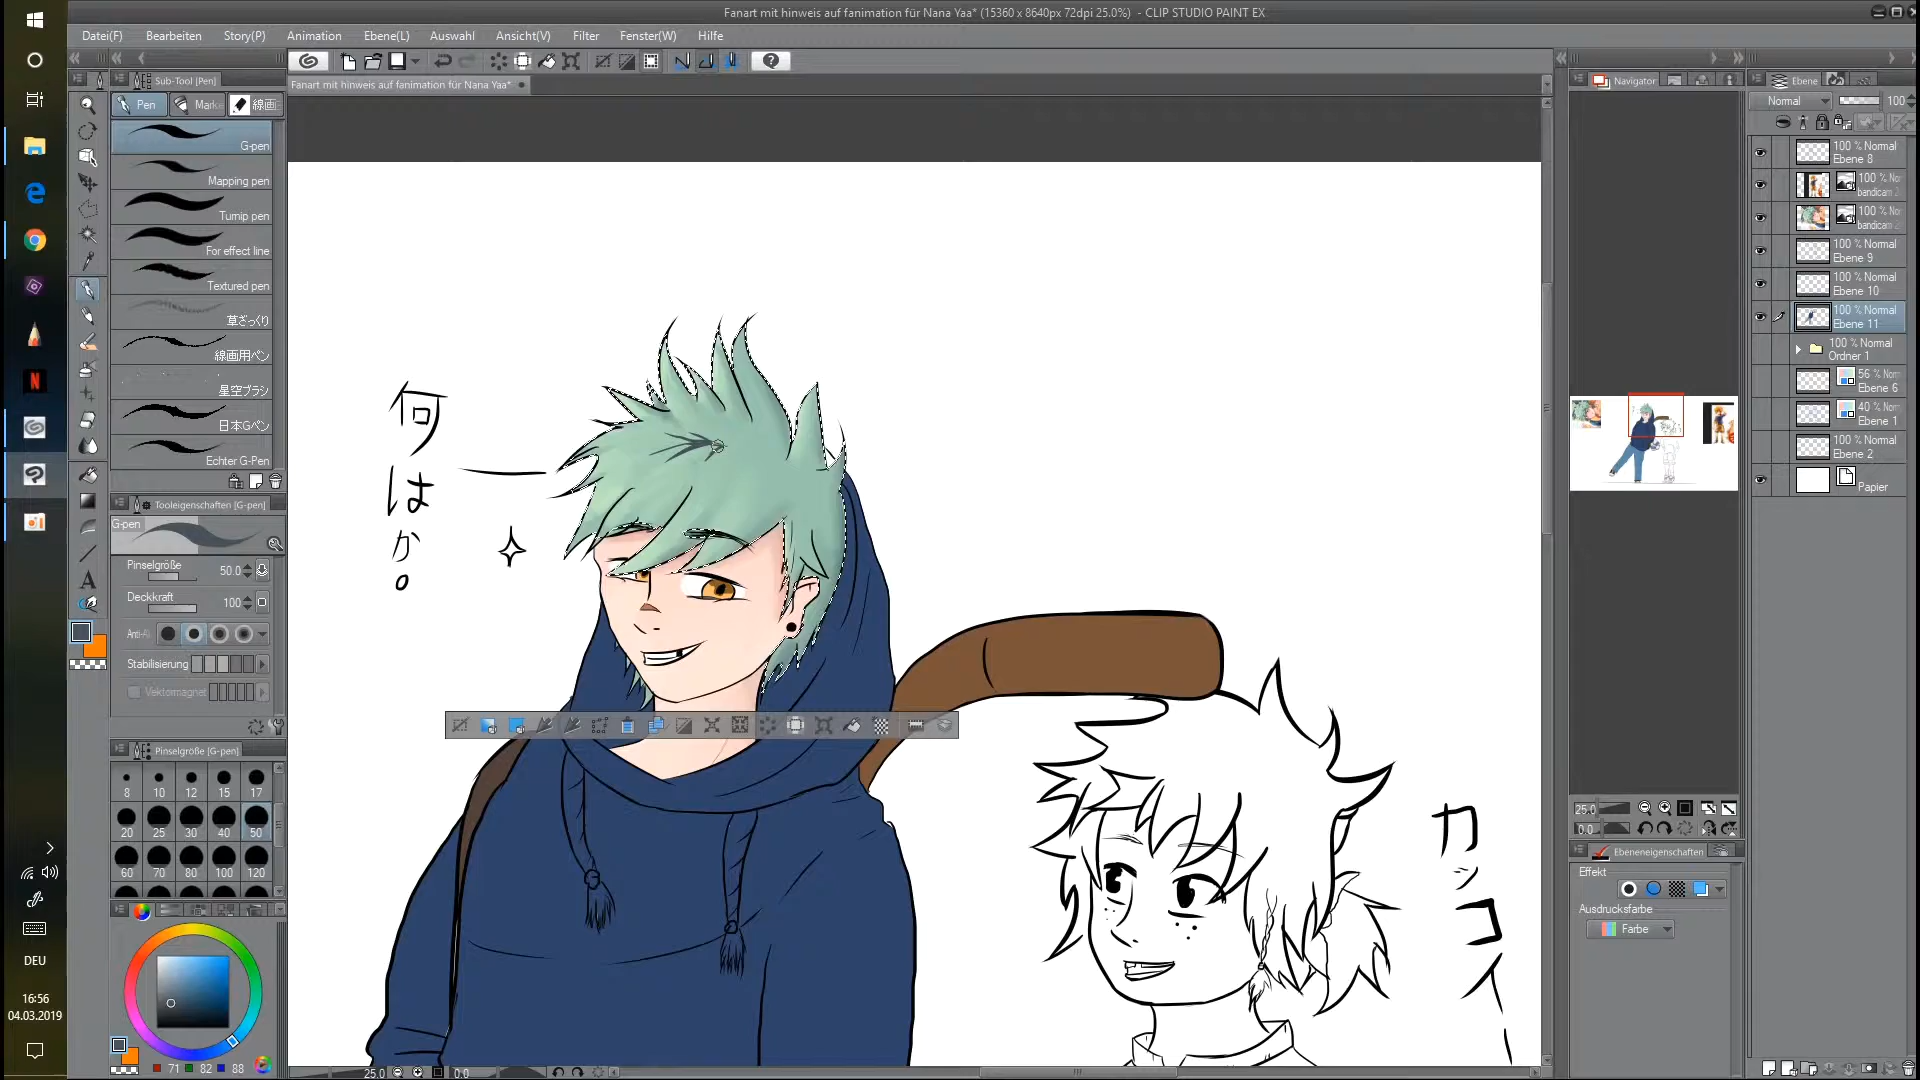 Fanart mit hinweis auf fanimation für Nana Yaa* (15360 x 8640px 72dpi 25.0%) - CLIP STUDIO PAINT EX
Datei(F) Bearbeiten Story(P) Animation Ebene(L) Auswahl Ansicht(V) Filter Fenster(W) Hilfe
Fanart mit hinweis auf fanimation für Nana Yaa*
Sub-Tool [Pen]
Pen Marke 線画
G-pen
Mapping pen
Turnip pen
For effect line
Textured pen
草ざっくり
線画用ペン
星空ブラシ
日本Gペン
Echter G-Pen
Tooleigenschaften [G-pen]
G-pen
Pinselgröße 50.0
Deckkraft 100
Anti-Al
Stabilisierung
Vektormagnet
Pinselgröße [G-pen]
8 10 12 15 17
20 25 30 40 50
60 70 80 100 120
71 82 88
25.0 0.0
何はか。
カッコイ
Navigator
25.0
0.0
Ebeneneigenschaften
Effekt
Ausdrucksfarbe
Farbe
Ebene
Normal 100
100 % Normal
Ebene 8
100 % No
bandicam
100 % No
bandicam
100 % Normal
Ebene 9
100 % Normal
Ebene 10
100 % Normal
Ebene 11
100 % Normal
Ordner 1
56 % No
Ebene 6
40 % No
Ebene 1
100 % Normal
Ebene 2
Papier
DEU
16:56
04.03.2019